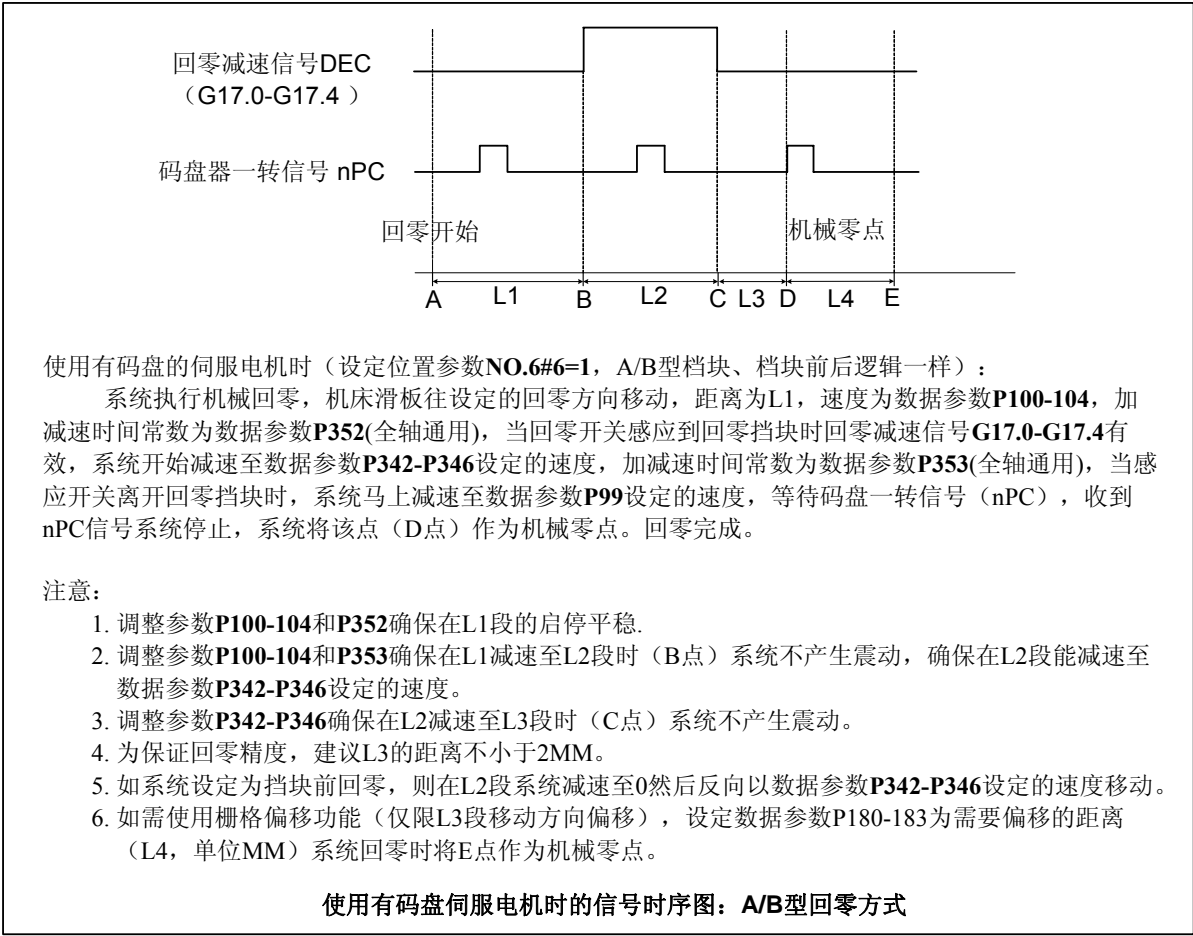 回零减速信号DEC
（G17.0-G17.4 ）
码盘器一转信号 nPC
回零开始
机械零点
A L1 B L2 C L3 D L4 E
使用有码盘的伺服电机时（设定位置参数NO.6#6=1，A/B型档块、档块前后逻辑一样）：
系统执行机械回零，机床滑板往设定的回零方向移动，距离为L1，速度为数据参数P100-104，加
减速时间常数为数据参数P352(全轴通用)，当回零开关感应到回零挡块时回零减速信号G17.0-G17.4有
效，系统开始减速至数据参数P342-P346设定的速度，加减速时间常数为数据参数P353(全轴通用)，当感
应开关离开回零挡块时，系统马上减速至数据参数P99设定的速度，等待码盘一转信号（nPC），收到
nPC信号系统停止，系统将该点（D点）作为机械零点。回零完成。
注意：
1. 调整参数P100-104和P352确保在L1段的启停平稳.
2. 调整参数P100-104和P353确保在L1减速至L2段时（B点）系统不产生震动，确保在L2段能减速至
数据参数P342-P346设定的速度。
3. 调整参数P342-P346确保在L2减速至L3段时（C点）系统不产生震动。
4. 为保证回零精度，建议L3的距离不小于2MM。
5. 如系统设定为挡块前回零，则在L2段系统减速至0然后反向以数据参数P342-P346设定的速度移动。
6. 如需使用栅格偏移功能（仅限L3段移动方向偏移），设定数据参数P180-183为需要偏移的距离
（L4，单位MM）系统回零时将E点作为机械零点。
使用有码盘伺服电机时的信号时序图：A/B型回零方式